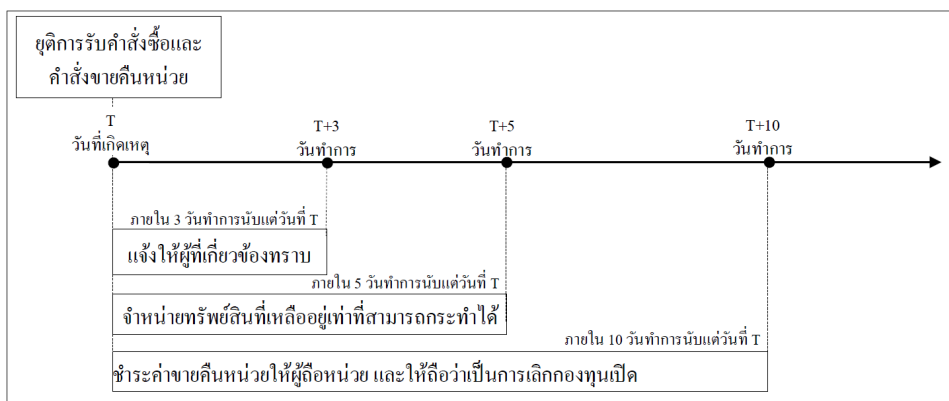 ยุติการรับคำสั่งซื้อและ
คำสั่งขายคืนหน่วย
T
วันที่เกิดเหตุ
T+3
วันทำการ
T+5
วันทำการ
T+10
วันทำการ
ภายใน 3 วันทำการนับแต่วันที่ T
แจ้งให้ผู้ที่เกี่ยวข้องทราบ
ภายใน 5 วันทำการนับแต่วันที่ T
จำหน่ายทรัพย์สินที่เหลืออยู่เท่าที่สามารถกระทำได้
ภายใน 10 วันทำการนับแต่วันที่ T
ชำระค่าขายคืนหน่วยให้ผู้ถือหน่วย และให้ถือว่าเป็นการเลิกกองทุนเปิด